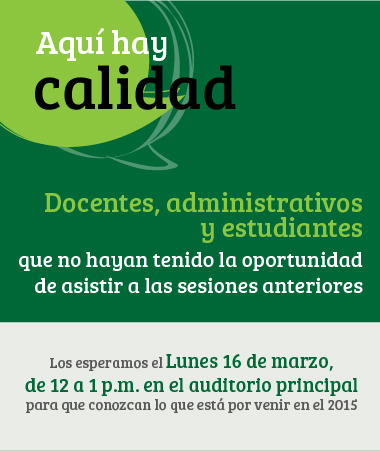 Aquí hay
calidad
Docentes, administrativos
y estudiantes
que no hayan tenido la oportunidad
de asistir a las sesiones anteriores
Los esperamos el Lunes 16 de marzo,
de 12 a 1 p.m. en el auditorio principal
para que conozcan lo que está por venir en el 2015